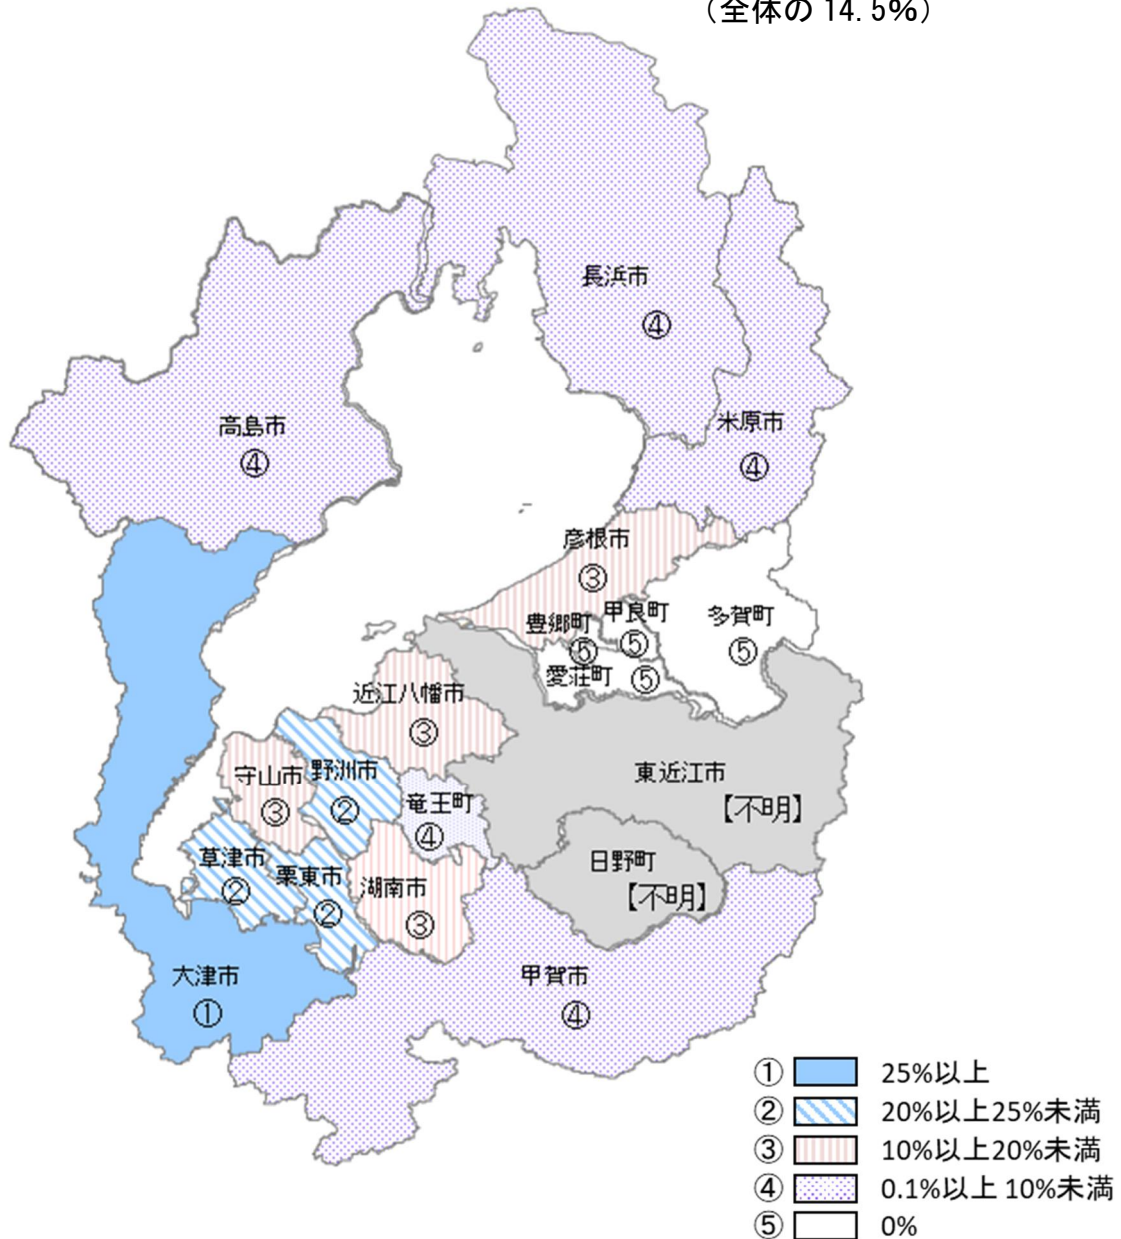 （全体の 14.5％）
長浜市
④
米原市
④
高島市
④
彦根市
③
甲良町
⑤
多賀町
⑤
豊郷町
⑤
愛荘町 ⑤
近江八幡市
③
東近江市
【不明】
守山市
③
野洲市
②
竜王町
④
日野町
【不明】
草津市
②
栗東市
②
湖南市
③
大津市
①
甲賀市
④
① 25%以上
② 20%以上25%未満
③ 10%以上20%未満
④ 0.1%以上 10%未満
⑤ 0%